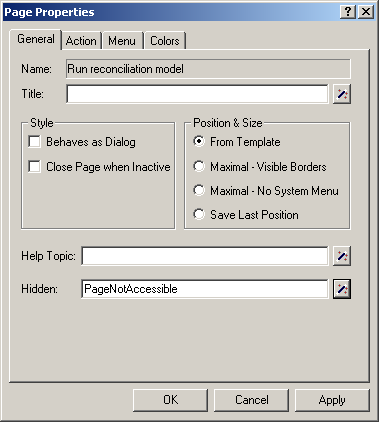 Page Properties
General Action Menu Colors
Name: Run reconciliation model
Title:
Style
Behaves as Dialog
Close Page when Inactive
Position & Size
From Template
Maximal - Visible Borders
Maximal - No System Menu
Save Last Position
Help Topic:
Hidden: PageNotAccessible
OK Cancel Apply